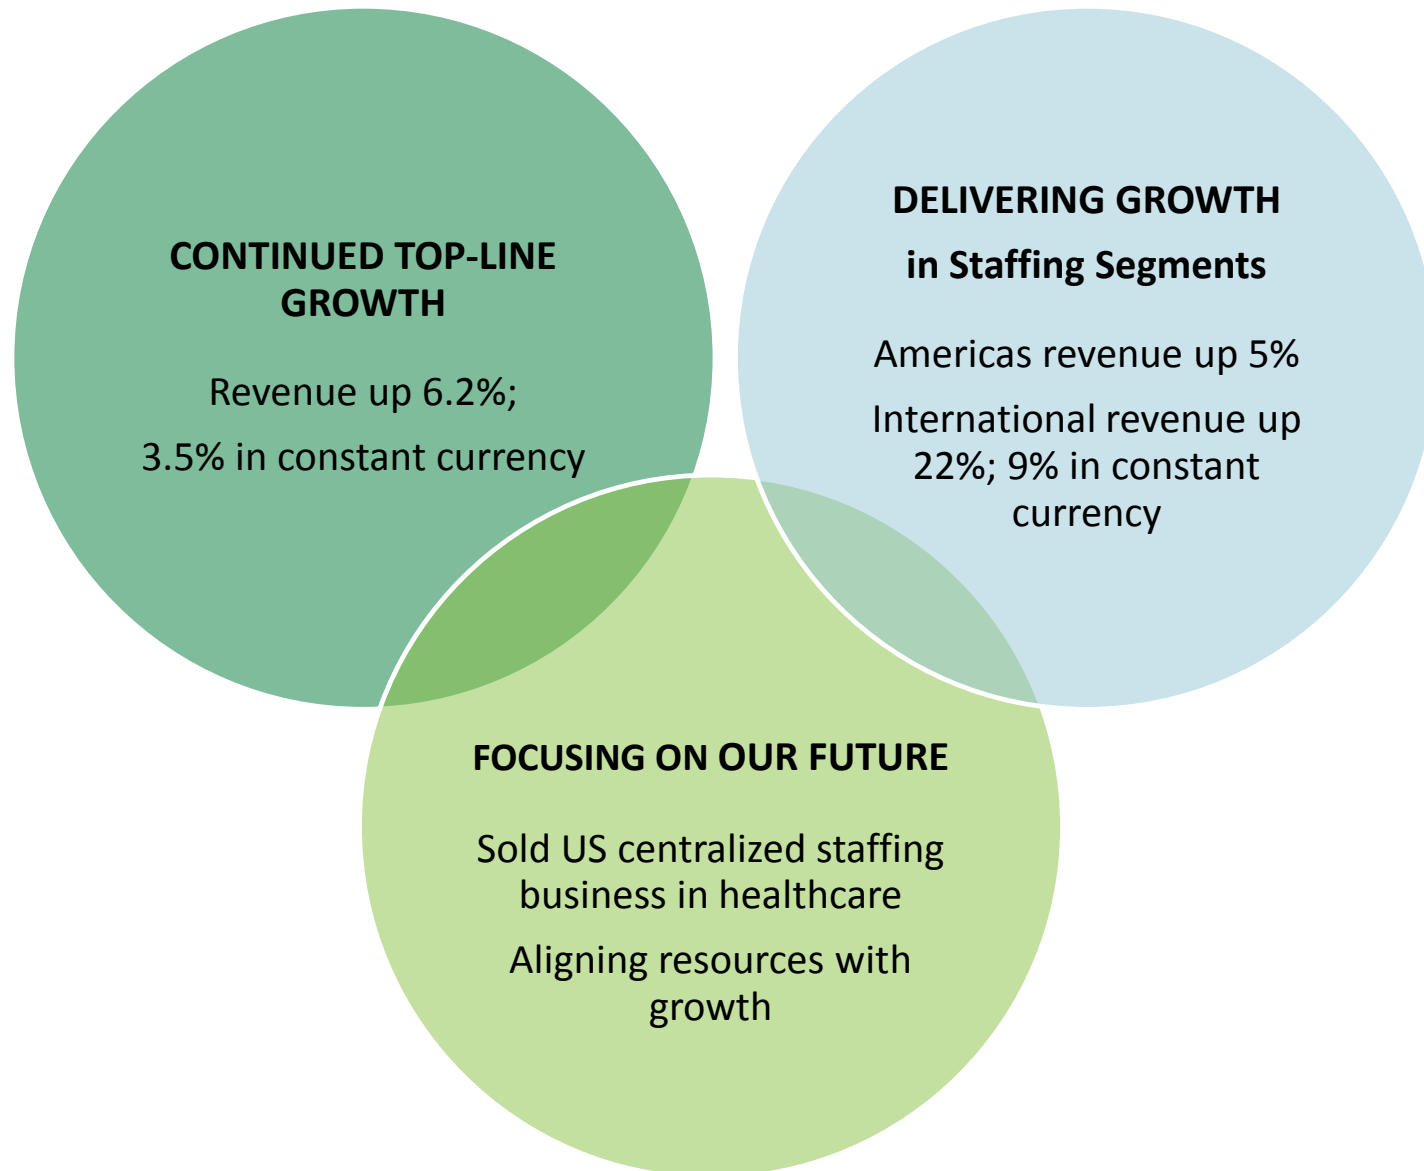 CONTINUED TOP-LINE
GROWTH
Revenue up 6.2%;
3.5% in constant currency
DELIVERING GROWTH
in Staffing Segments
Americas revenue up 5%
International revenue up
22%; 9% in constant
currency
FOCUSING ON OUR FUTURE
Sold US centralized staffing
business in healthcare
Aligning resources with
growth